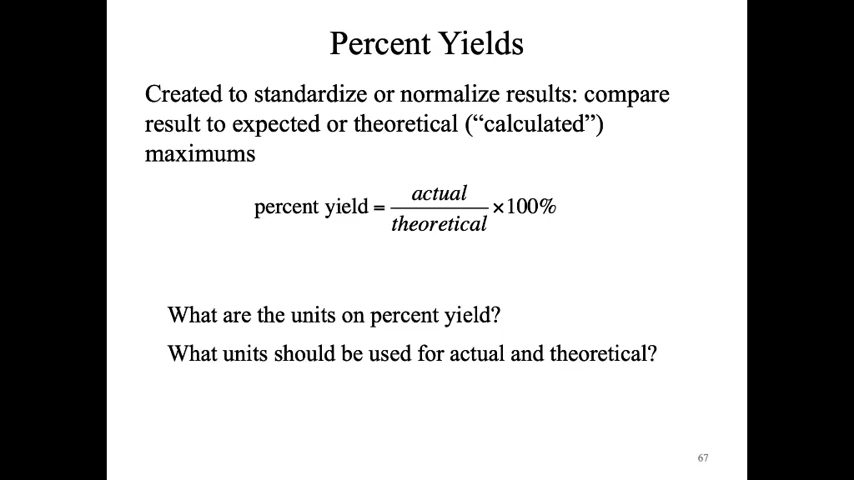 Percent Yields
Created to standardize or normalize results: compare
result to expected or theoretical (“calculated”)
maximums
percent yield = actual / theoretical ×100%
What are the units on percent yield?
What units should be used for actual and theoretical?
67